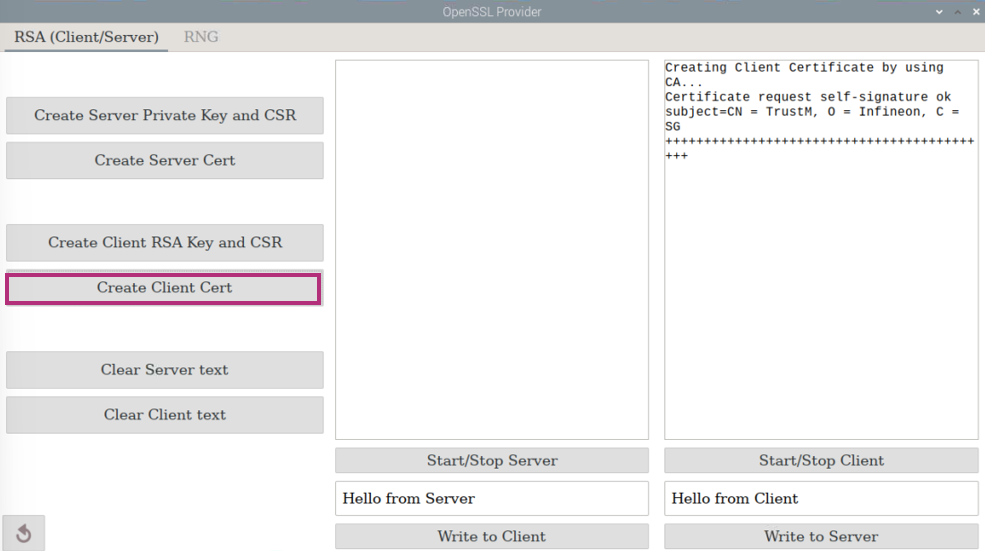 OpenSSL Provider
RSA (Client/Server)
RNG
Create Server Private Key and CSR
Create Server Cert
Create Client RSA Key and CSR
Create Client Cert
Clear Server text
Clear Client text
Creating Client Certificate by using
CA...
Certificate request self-signature ok
subject=CN = TrustM, O = Infineon, C =
SG
++++++++++++++++++++++++++++++++++++++++
+++
Start/Stop Server
Start/Stop Client
Hello from Server
Hello from Client
Write to Client
Write to Server